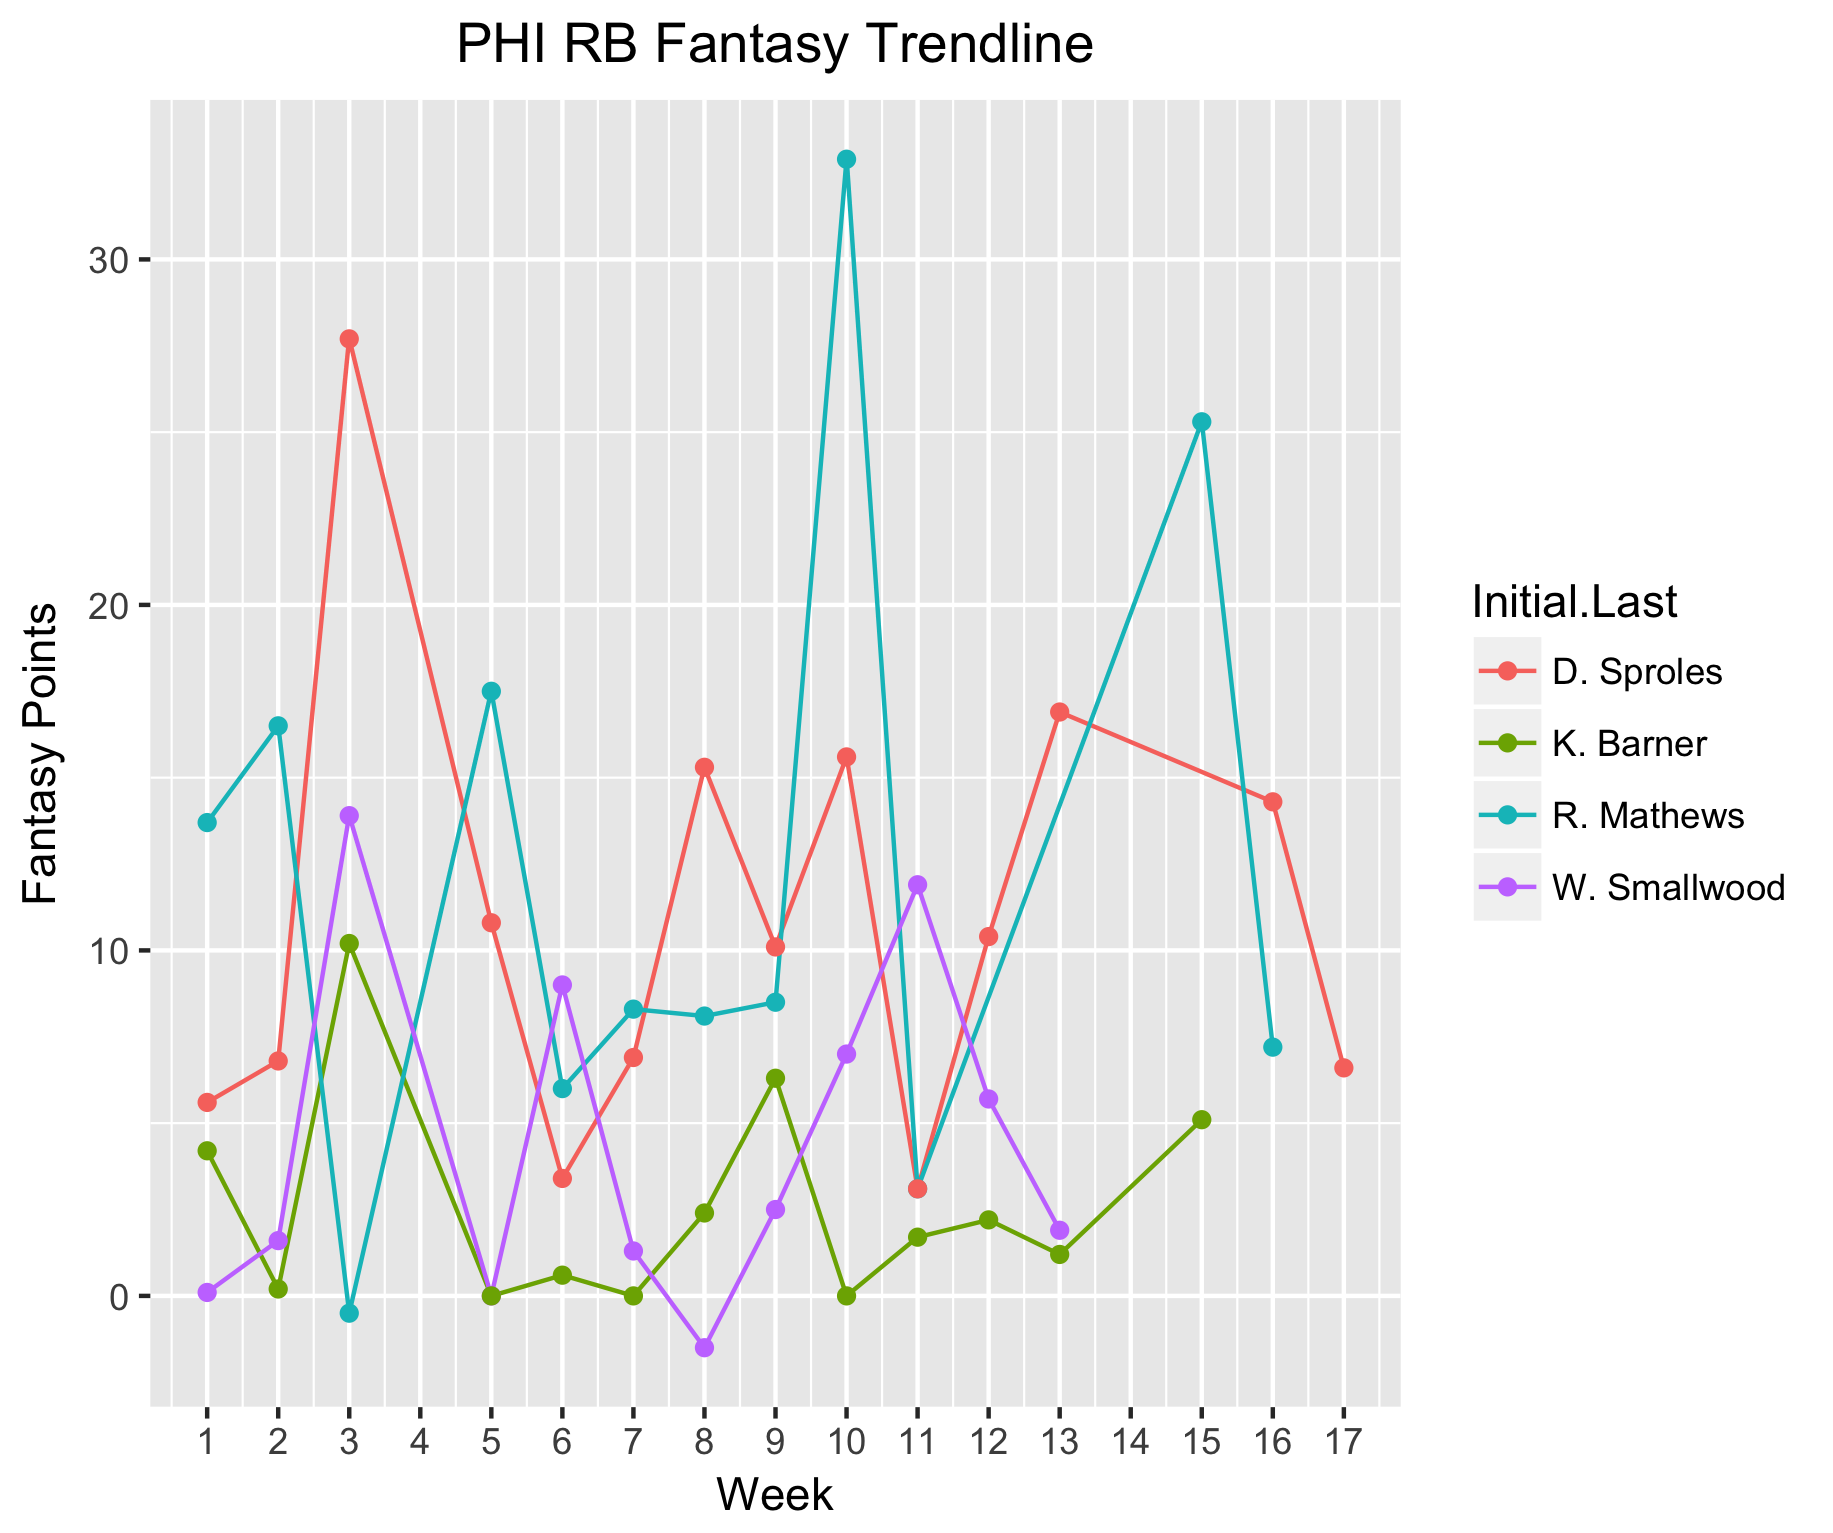 PHI RB Fantasy Trendline
Fantasy Points
30
20
10
0
1 2 3 4 5 6 7 8 9 10 11 12 13 14 15 16 17
Week
Initial.Last
D. Sproles
K. Barner
R. Mathews
W. Smallwood